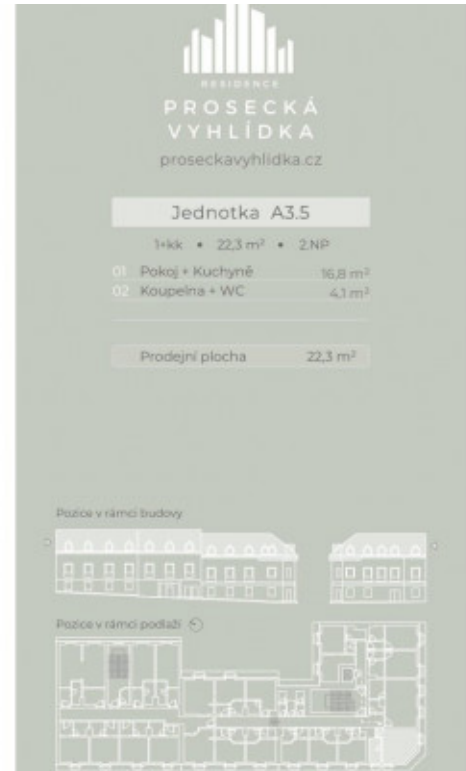 RESIDENCE
PROSECKÁ
VYHLÍDKA
proseckavyhlidka.cz
Jednotka A3.5
1+kk • 22,3 m² • 2.NP
01 Pokoj + Kuchyně 16,8 m²
02 Koupelna + WC 4,1 m²
Prodejní plocha 22,3 m²
Pozice v rámci budovy
Pozice v rámci podlaží